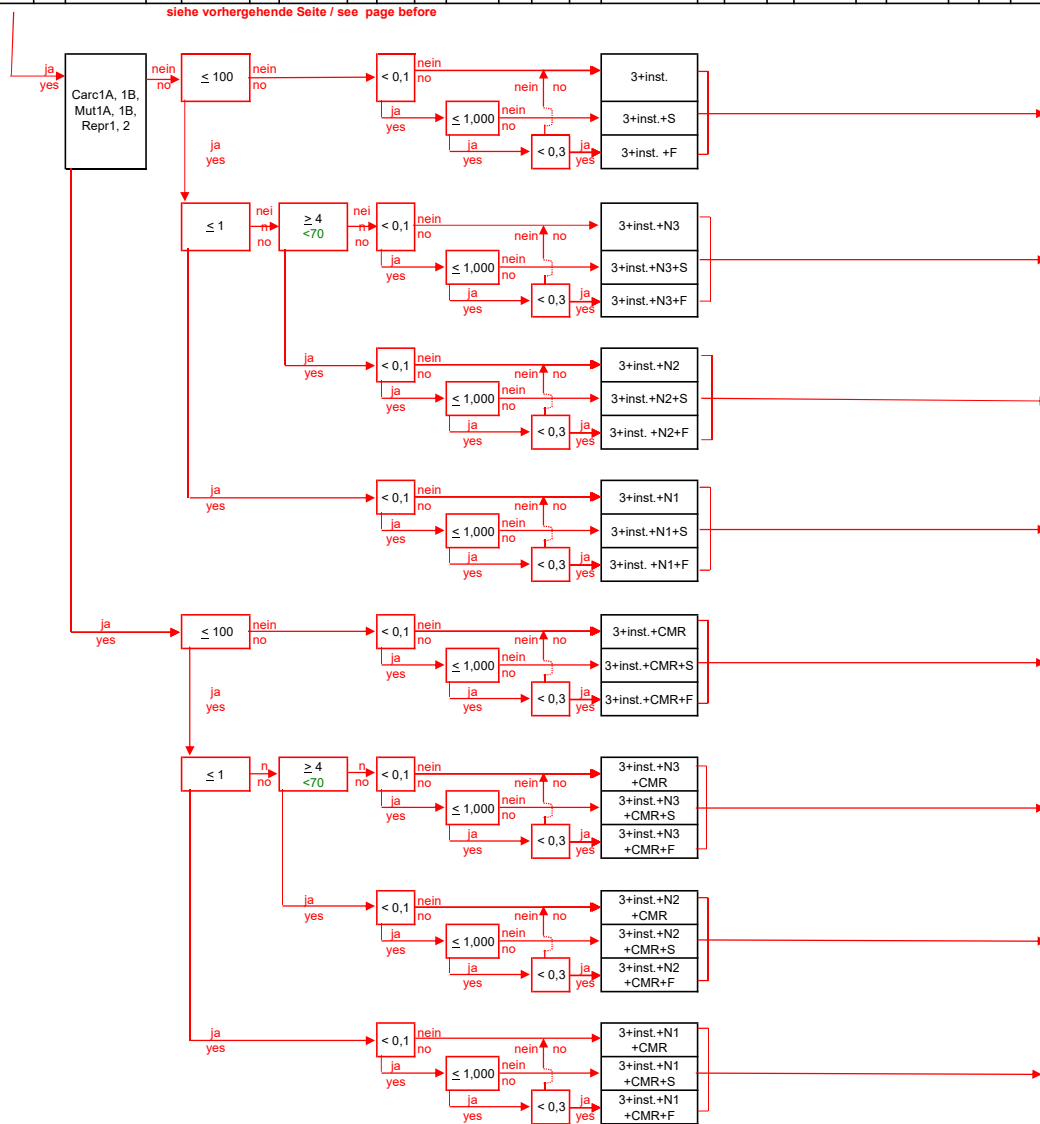 siehe vorhergehende Seite / see page before
ja
yes
Carc1A, 1B,
Mut1A, 1B,
Repr1, 2
nein
no
≤ 100
nein
no
< 0,1
nein
no
nein no
3+inst.
ja
yes
≤ 1,000
nein
no
3+inst.+S
ja
yes
< 0,3
ja
yes
3+inst. +F
ja
yes
≤ 1
nei
n
no
≥ 4
<70
nei
n
no
< 0,1
nein
no
nein no
3+inst.+N3
ja
yes
≤ 1,000
nein
no
3+inst.+N3+S
ja
yes
< 0,3
ja
yes
3+inst.+N3+F
ja
yes
< 0,1
nein
no
nein no
3+inst.+N2
ja
yes
≤ 1,000
nein
no
3+inst.+N2+S
ja
yes
< 0,3
ja
yes
3+inst. +N2+F
ja
yes
< 0,1
nein
no
nein no
3+inst.+N1
ja
yes
≤ 1,000
nein
no
3+inst.+N1+S
ja
yes
< 0,3
ja
yes
3+inst. +N1+F
ja
yes
≤ 100
nein
no
< 0,1
nein
no
nein no
3+inst.+CMR
ja
yes
≤ 1,000
nein
no
3+inst.+CMR+S
ja
yes
< 0,3
ja
yes
3+inst.+CMR+F
ja
yes
≤ 1
n
no
≥ 4
<70
n
no
< 0,1
nein
no
nein no
3+inst.+N3
+CMR
ja
yes
≤ 1,000
nein
no
3+inst.+N3
+CMR+S
ja
yes
< 0,3
ja
yes
3+inst.+N3
+CMR+F
ja
yes
< 0,1
nein
no
nein no
3+inst.+N2
+CMR
ja
yes
≤ 1,000
nein
no
3+inst.+N2
+CMR+S
ja
yes
< 0,3
ja
yes
3+inst.+N2
+CMR+F
ja
yes
< 0,1
nein
no
nein no
3+inst.+N1
+CMR
ja
yes
≤ 1,000
nein
no
3+inst.+N1
+CMR+S
ja
yes
< 0,3
ja
yes
3+inst.+N1
+CMR+F